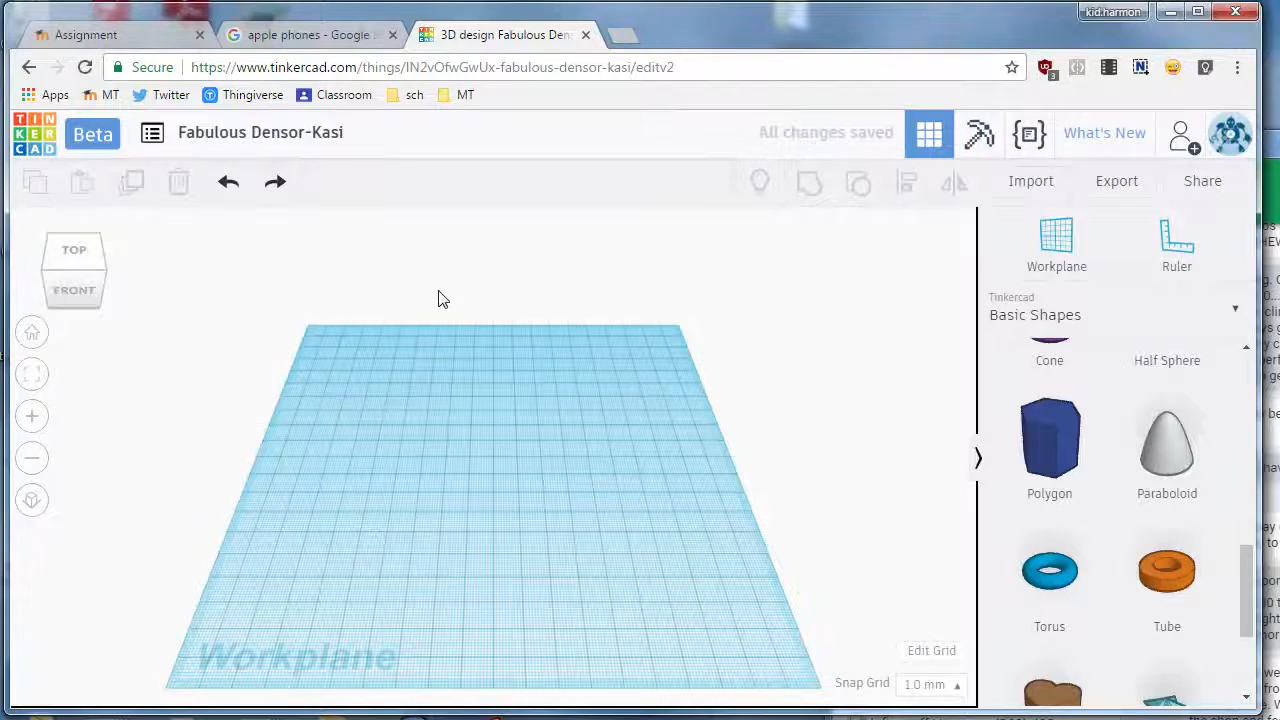 kid.harmon
Assignment
apple phones - Google
3D design Fabulous Den
Secure
https://www.tinkercad.com/things/lN2vOfwGwUx-fabulous-densor-kasi/editv2
3
Apps
MT
Twitter
Thingiverse
Classroom
sch
MT
TIN
KER
CAD
Beta
Fabulous Densor-Kasi
All changes saved
What's New
Import
Export
Share
TOP
FRONT
Workplane
Ruler
Tinkercad
Basic Shapes
Cone
Half Sphere
Polygon
Paraboloid
Torus
Tube
Workplane
Edit Grid
Snap Grid
1.0 mm